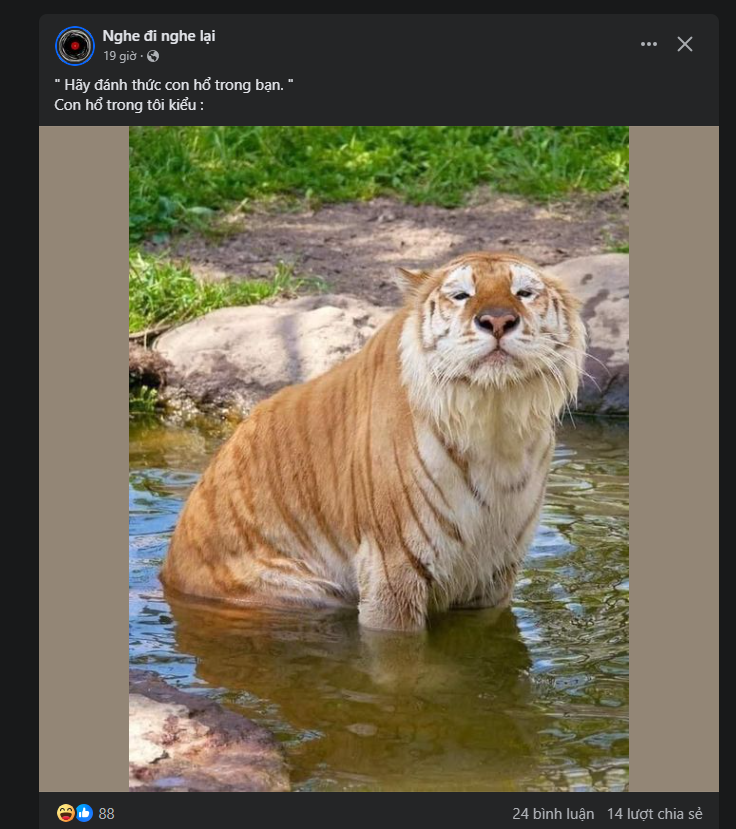 Nghe đi nghe lại
19 giờ ·
" Hãy đánh thức con hổ trong bạn. "
Con hổ trong tôi kiểu :
88
24 bình luận 14 lượt chia sẻ